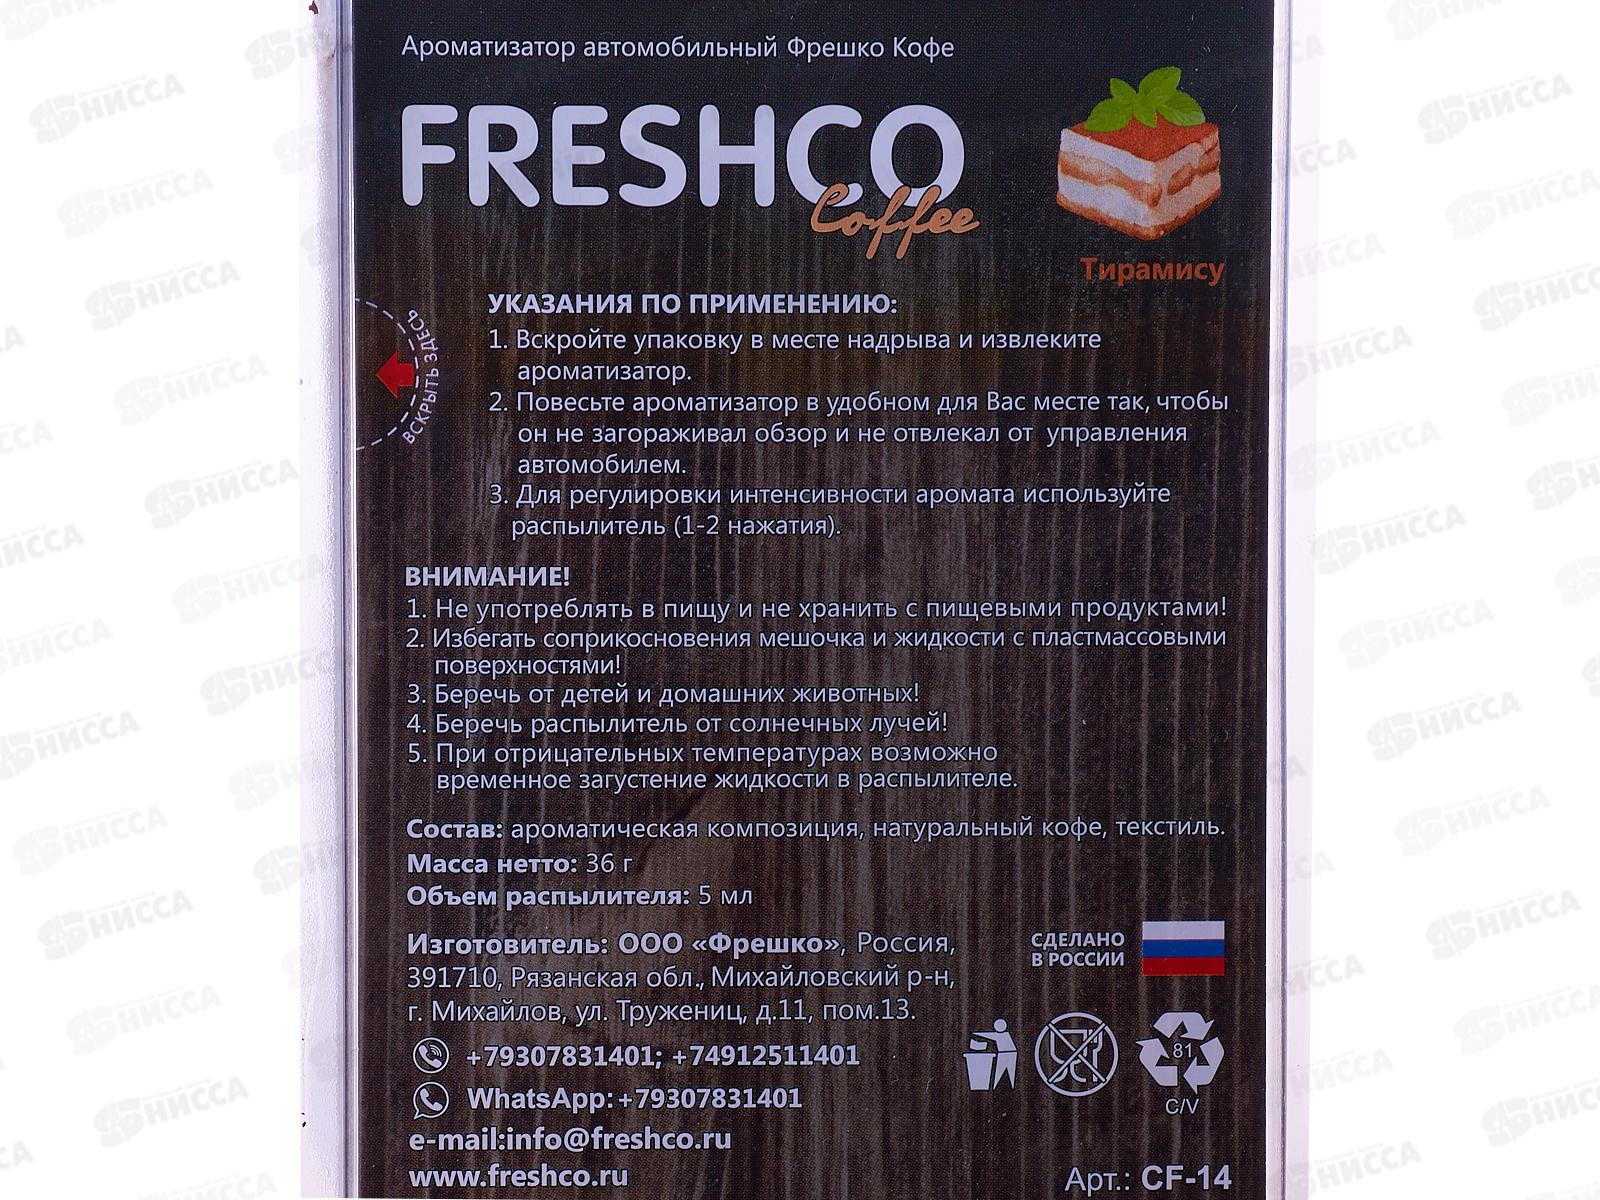 Ароматизатор автомобильный Фрешко Кофе
FRESHCO
Coffee
Тирамису
ВСКРЫТЬ ЗДЕСЬ
УКАЗАНИЯ ПО ПРИМЕНЕНИЮ:
1. Вскройте упаковку в месте надрыва и извлеките
ароматизатор.
2. Повесьте ароматизатор в удобном для Вас месте так, чтобы
он не загораживал обзор и не отвлекал от управления
автомобилем.
3. Для регулировки интенсивности аромата используйте
распылитель (1-2 нажатия).
ВНИМАНИЕ!
1. Не употреблять в пищу и не хранить с пищевыми продуктами!
2. Избегать соприкосновения мешочка и жидкости с пластмассовыми
поверхностями!
3. Беречь от детей и домашних животных!
4. Беречь распылитель от солнечных лучей!
5. При отрицательных температурах возможно
временное загустение жидкости в распылителе.
Состав: ароматическая композиция, натуральный кофе, текстиль.
Масса нетто: 36 г
Объем распылителя: 5 мл
Изготовитель: ООО «Фрешко», Россия,
391710, Рязанская обл., Михайловский р-н,
г. Михайлов, ул. Тружениц, д.11, пом.13.
СДЕЛАНО
В РОССИИ
+79307831401; +74912511401
WhatsApp:+79307831401
e-mail:info@freshco.ru
www.freshco.ru
81
C/V
Арт.: CF-14
НИССА